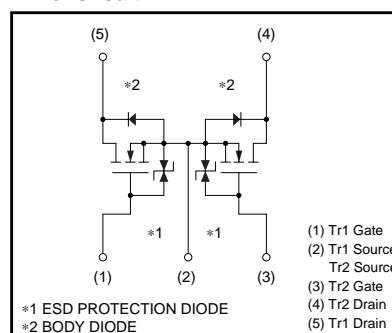 (5)
(4)
∗2
∗2
∗1
∗1
(1)
(2)
(3)
(1) Tr1 Gate
(2) Tr1 Source
Tr2 Source
(3) Tr2 Gate
(4) Tr2 Drain
(5) Tr1 Drain
∗1 ESD PROTECTION DIODE
∗2 BODY DIODE